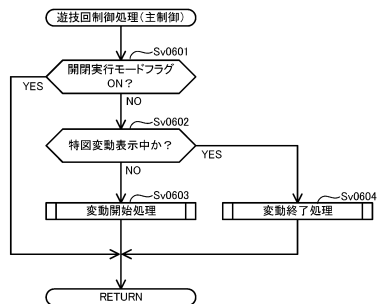 遊技回制御処理(主制御)
Sv0601
開閉実行モードフラグ
ON?
YES
NO
Sv0602
特図変動表示中か?
YES
NO
Sv0603
変動開始処理
Sv0604
変動終了処理
RETURN